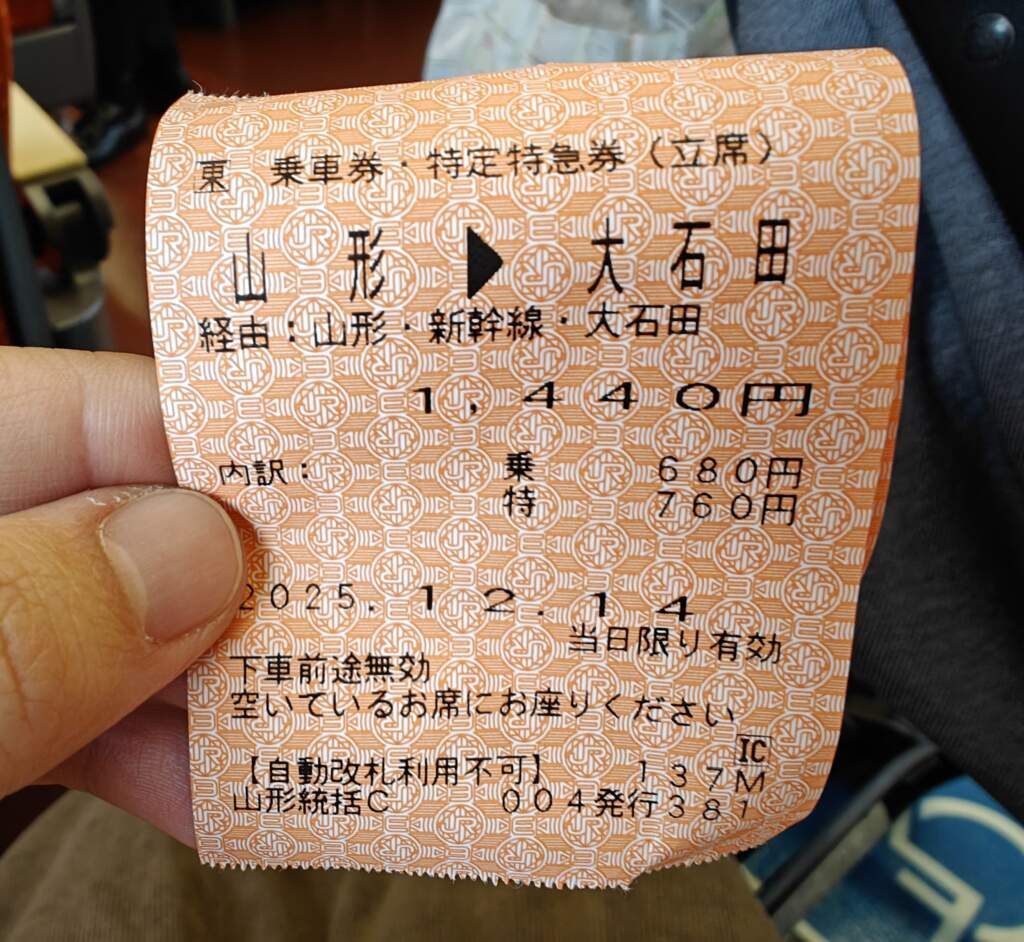 東 乗車券・特定特急券(立席)
山形▶大石田
経由:山形・新幹線・大石田
1,440円
内訳: 乗 680円
特 760円
2025.12.14
当日限り有効
下車前途無効
空いているお席にお座りください
IC
【自動改札利用不可】 137M
山形統括C 004発行381